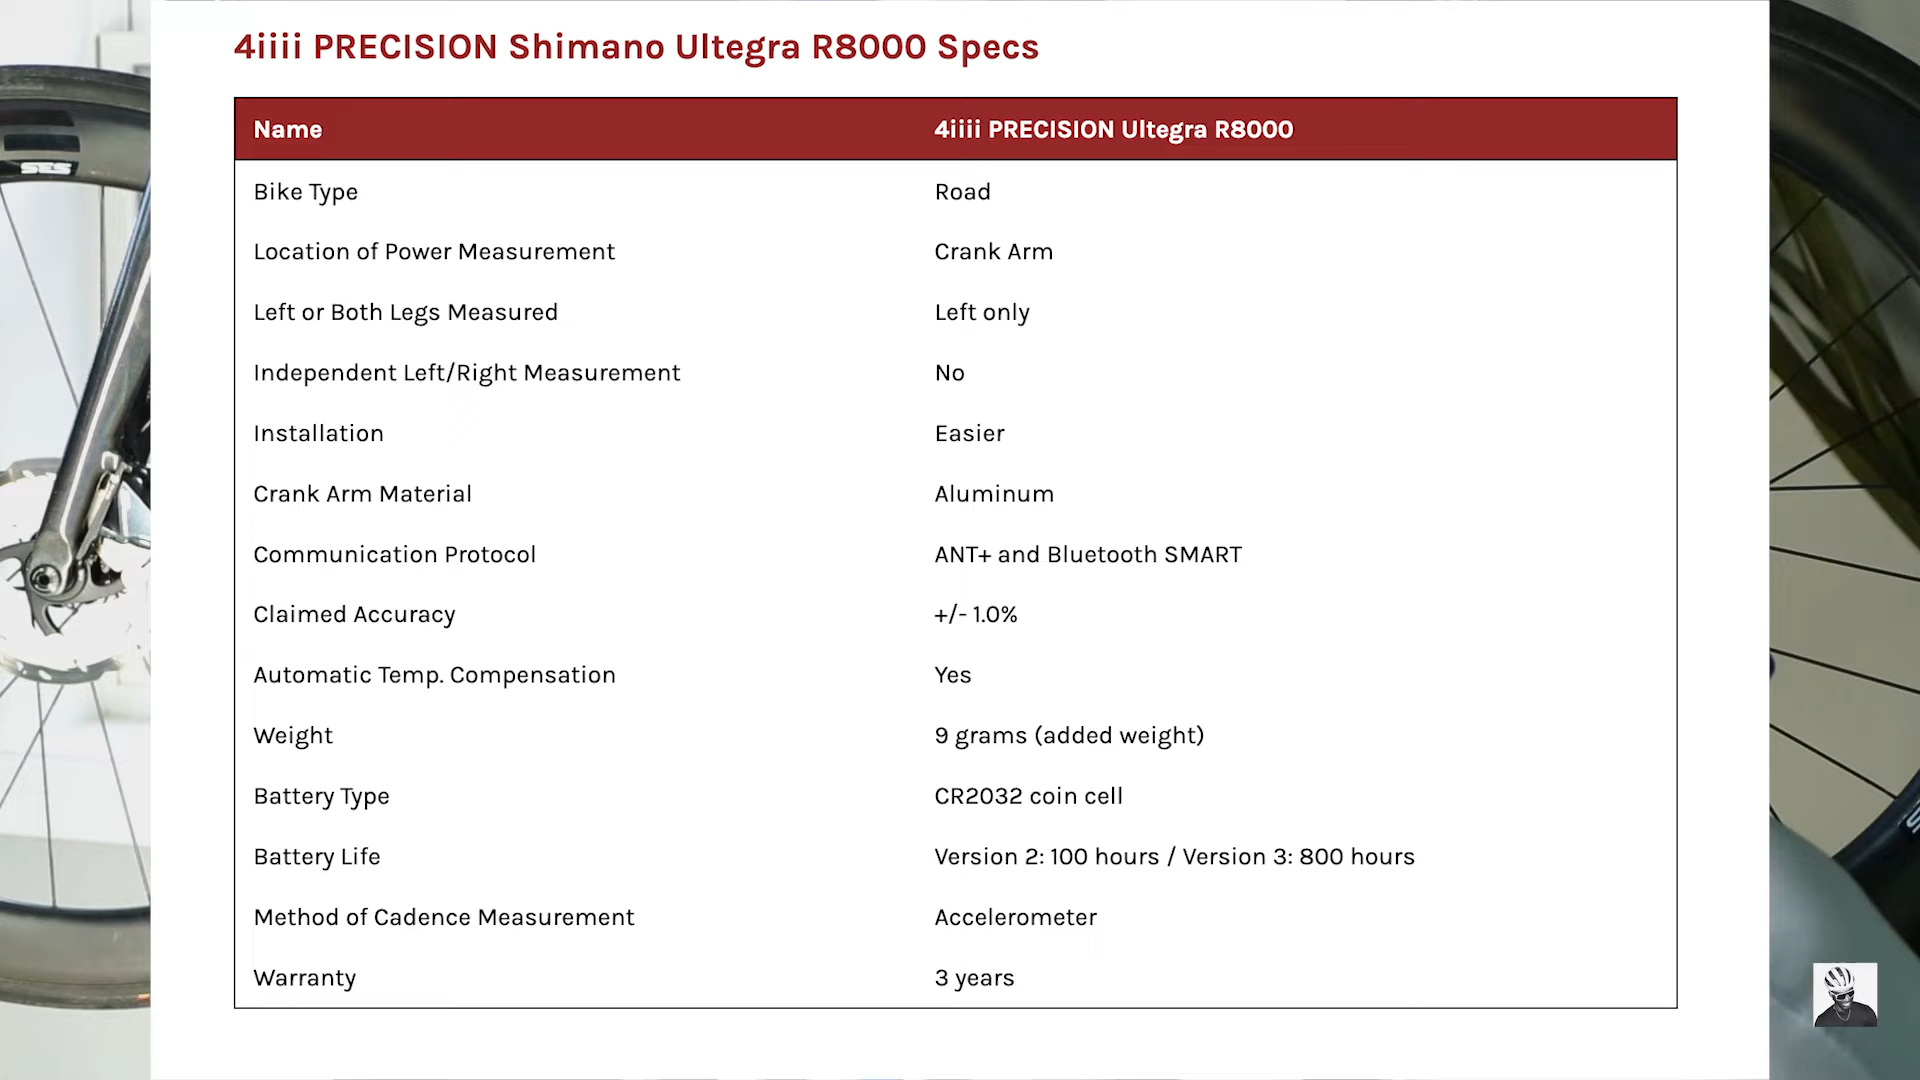 4iiii PRECISION Shimano Ultegra R8000 Specs
Name 4iiii PRECISION Ultegra R8000
Bike Type Road
Location of Power Measurement Crank Arm
Left or Both Legs Measured Left only
Independent Left/Right Measurement No
Installation Easier
Crank Arm Material Aluminum
Communication Protocol ANT+ and Bluetooth SMART
Claimed Accuracy +/- 1.0%
Automatic Temp. Compensation Yes
Weight 9 grams (added weight)
Battery Type CR2032 coin cell
Battery Life Version 2: 100 hours / Version 3: 800 hours
Method of Cadence Measurement Accelerometer
Warranty 3 years
SES